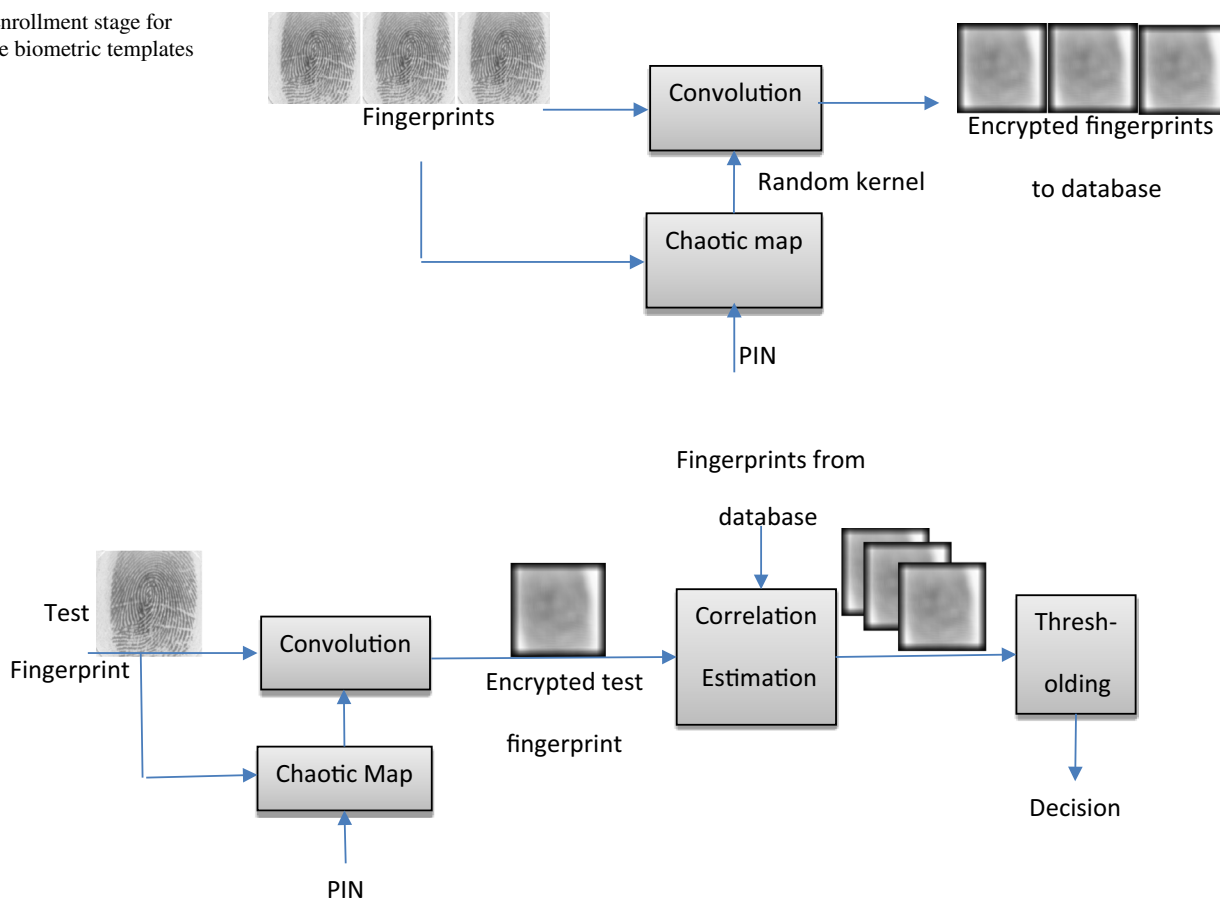 nrollment stage for
e biometric templates
Fingerprints
Convolution
Encrypted fingerprints
to database
Random kernel
Chaotic map
PIN
Fingerprints from
database
Test
Fingerprint
Convolution
Encrypted test
fingerprint
Correlation
Estimation
Thresh-
olding
Chaotic Map
Decision
PIN